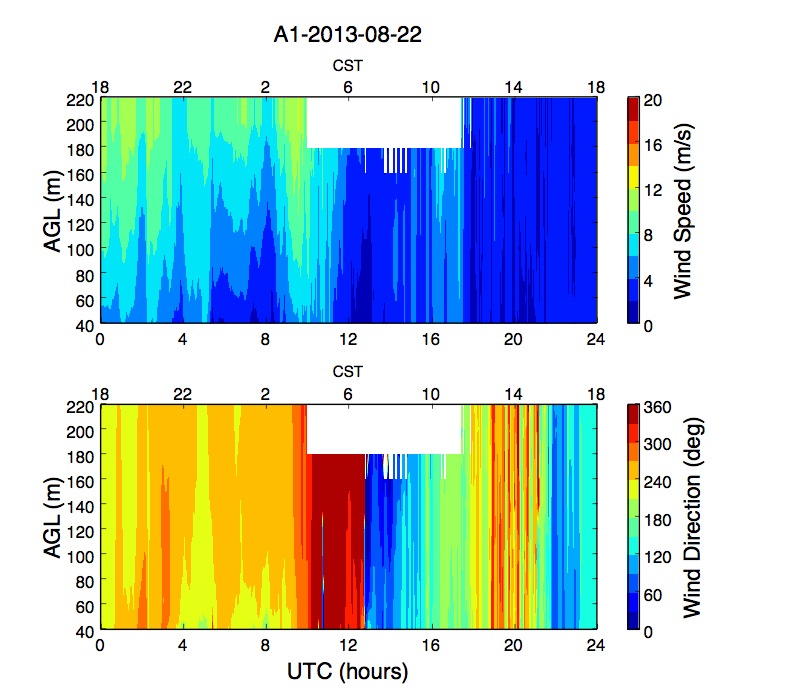 A1-2013-08-22
CST
18 22 2 6 10 14 18
220
200
180
160
140
120
100
80
60
40
AGL (m)
0 4 8 12 16 20 24
20
16
12
8
4
0
Wind Speed (m/s)
CST
18 22 2 6 10 14 18
220
200
180
160
140
120
100
80
60
40
AGL (m)
0 4 8 12 16 20 24
UTC (hours)
360
300
240
180
120
60
0
Wind Direction (deg)